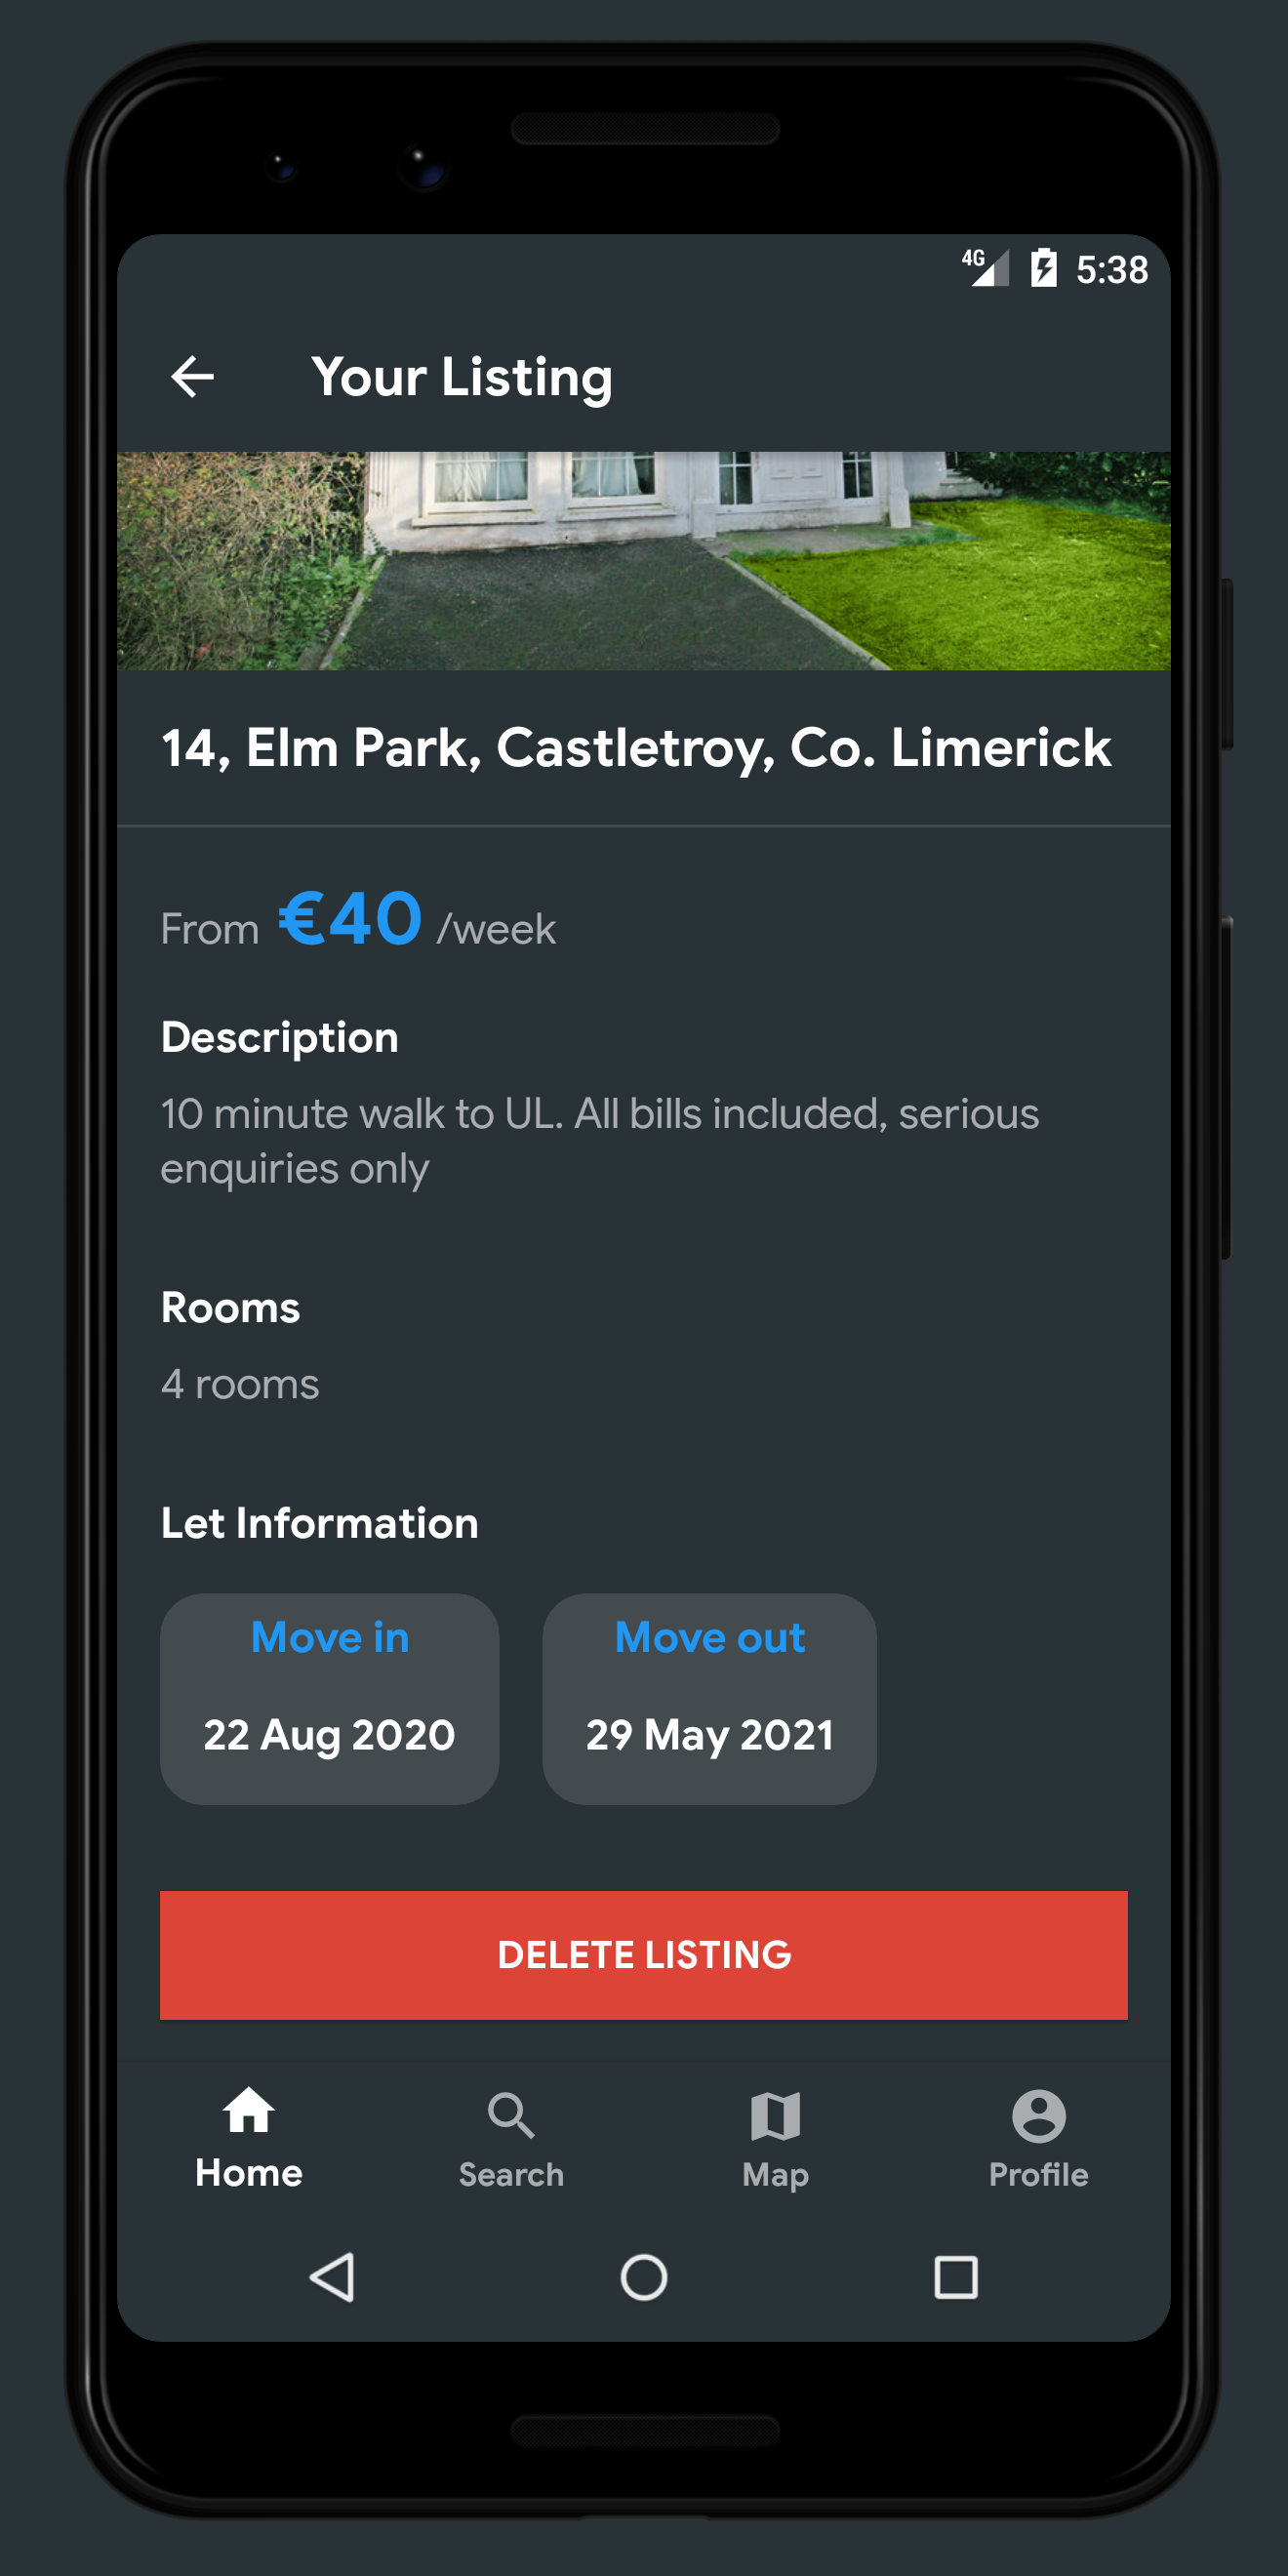 4G 5:38
Your Listing
14, Elm Park, Castletroy, Co. Limerick
From €40 /week
Description
10 minute walk to UL. All bills included, serious
enquiries only
Rooms
4 rooms
Let Information
Move in Move out
22 Aug 2020 29 May 2021
DELETE LISTING
Home Search Map Profile